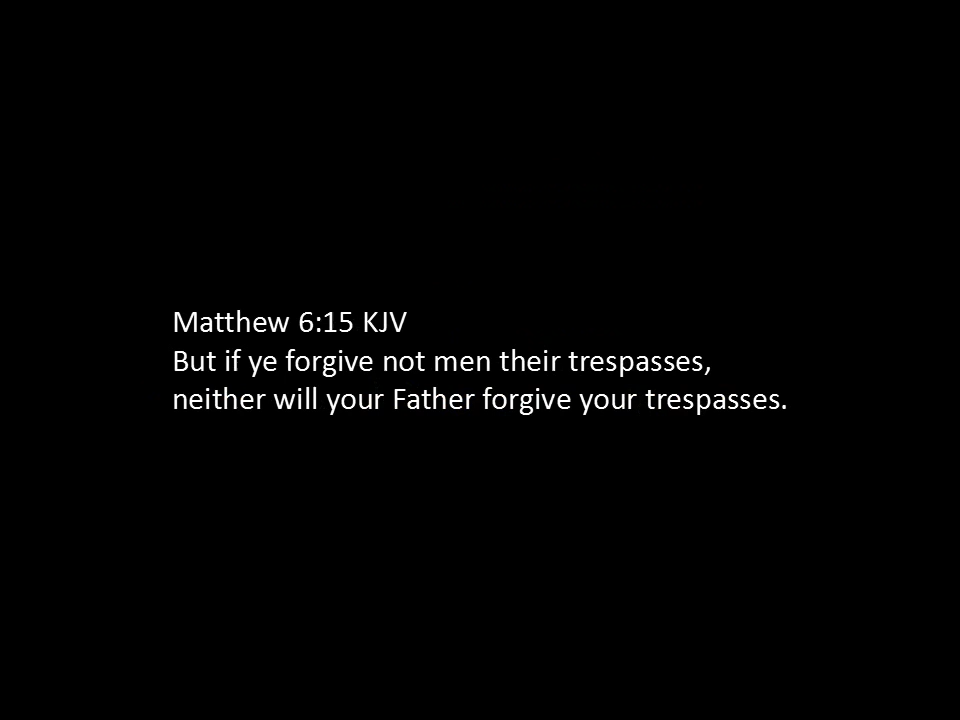 Matthew 6:15 KJV
But if ye forgive not men their trespasses,
neither will your Father forgive your trespasses.